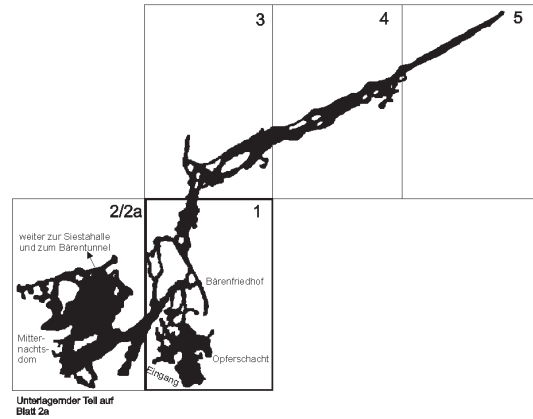 3
4
5
2/2a
1
weiter zur Siestahalle
und zum Bärentunnel
Bärenfriedhof
Mitter-
nachts-
dom
Opferschacht
Eingang
Unterlagernder Teil auf
Blatt 2a